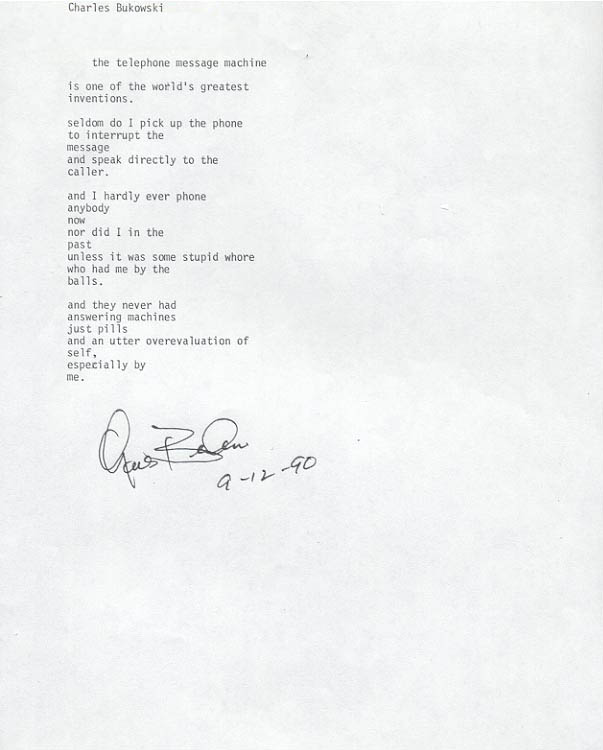 Charles Bukowski
the telephone message machine
is one of the world's greatest
inventions.
seldom do I pick up the phone
to interrupt the
message
and speak directly to the
caller.
and I hardly ever phone
anybody
now
nor did I in the
past
unless it was some stupid whore
who had me by the
balls.
and they never had
answering machines
just pills
and an utter overevaluation of
self,
especially by
me.
9-12-90